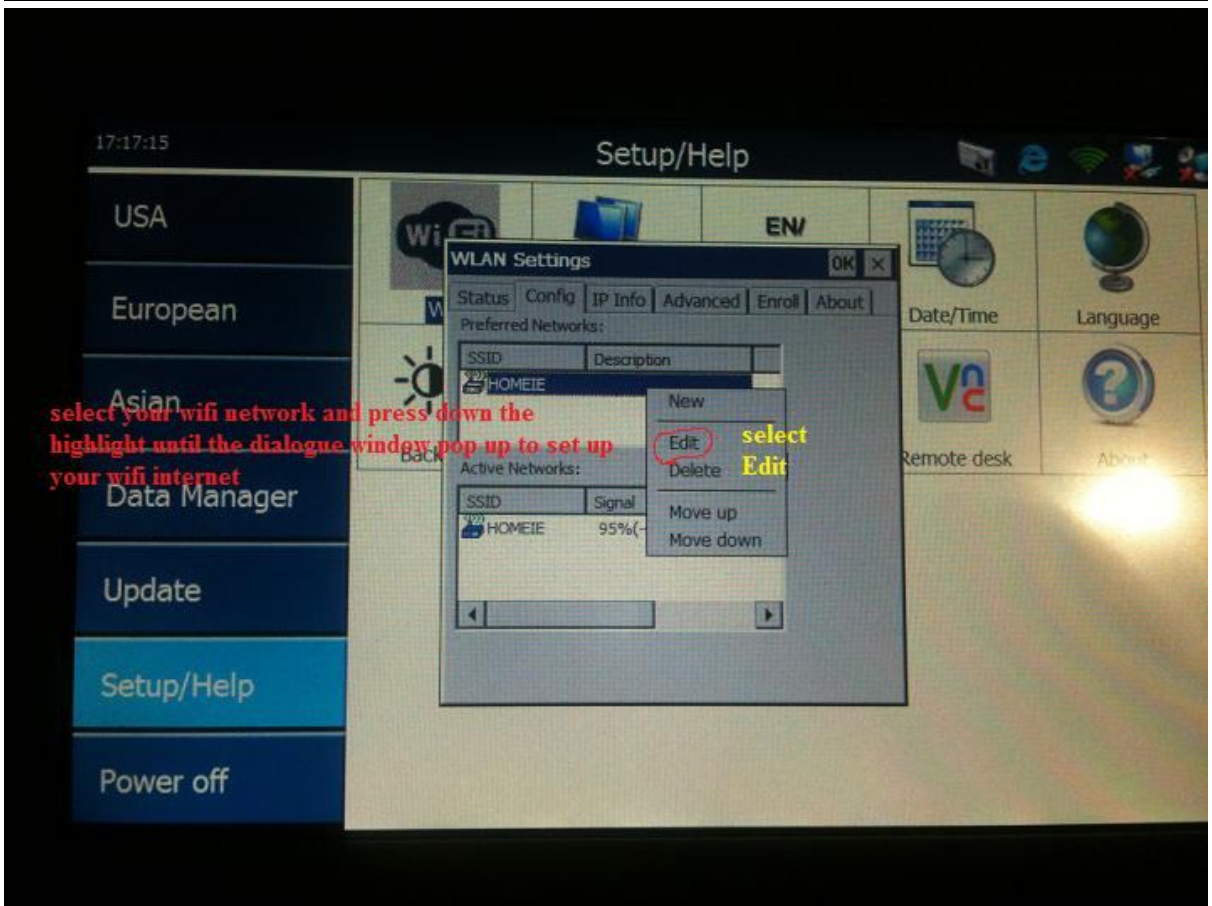 17:17:15
Setup/Help
USA
European
Asian
Data Manager
Update
Setup/Help
Power off
WiFi
EN/
Date/Time
Language
Remote desk
About
WLAN Settings
OK
Status Config IP Info Advanced Enroll About
Preferred Networks:
SSID Description
HOMEIE
New
Edit
Delete
Move up
Move down
Active Networks:
SSID Signal
HOMEIE 95%(-
select your wifi network and press down the
highlight until the dialogue window pop up to set up
your wifi internet
select
Edit